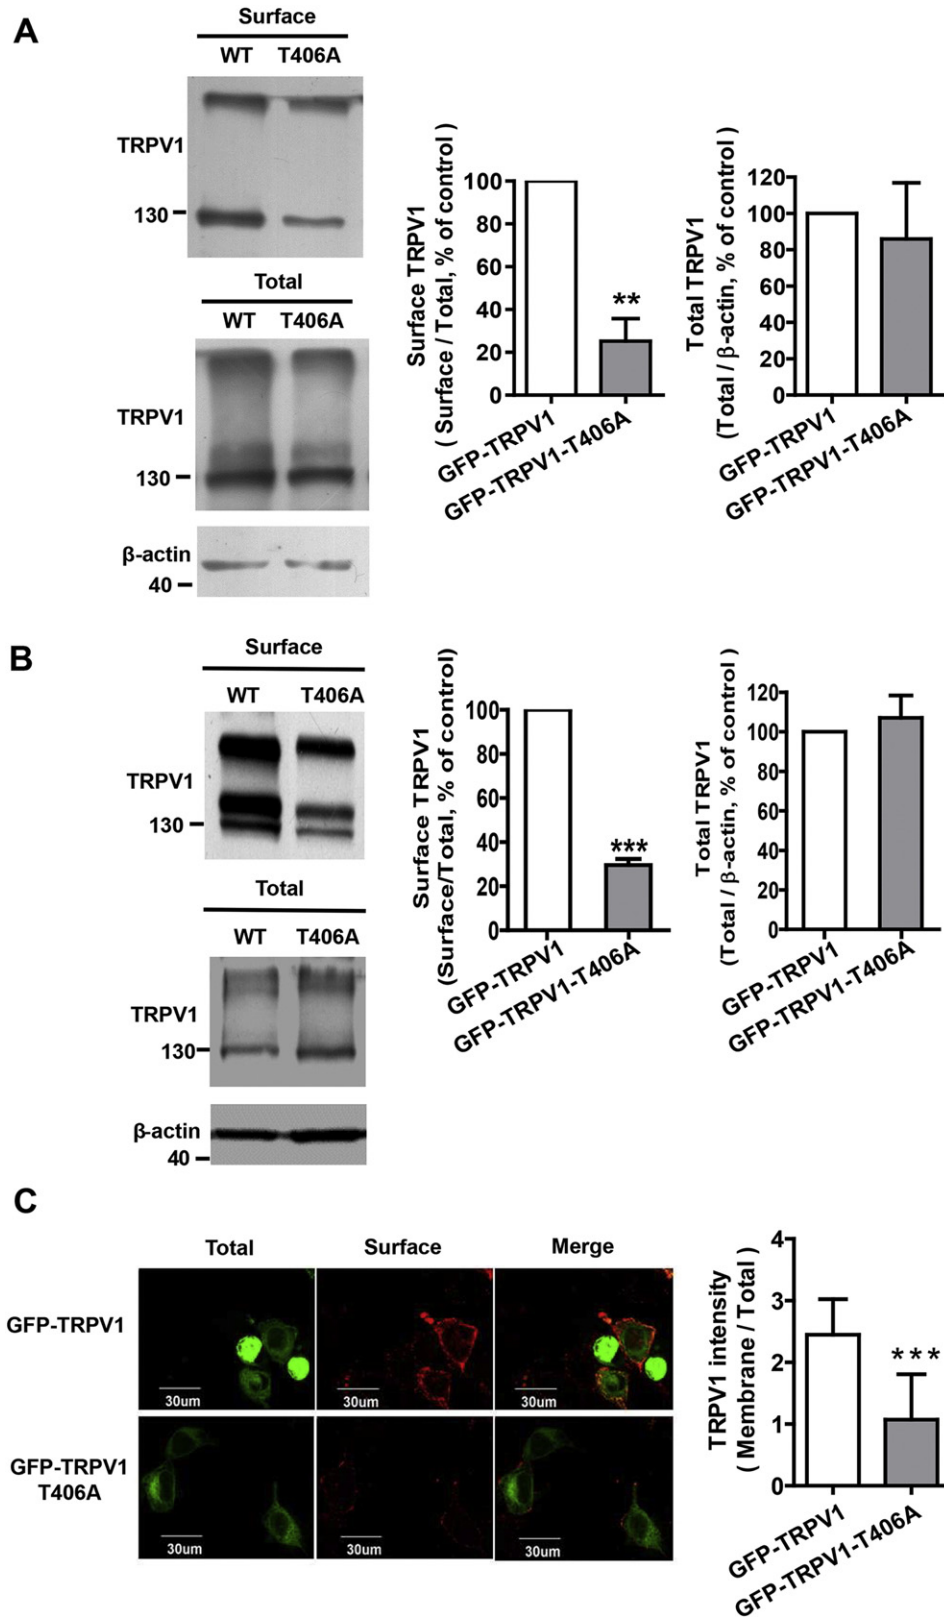 A
Surface
WT T406A
TRPV1
130
Total
WT T406A
TRPV1
130
β-actin
40
Surface TRPV1
( Surface / Total, % of control )
100
80
60
40
20
0
**
GFP-TRPV1
GFP-TRPV1-T406A
Total TRPV1
(Total / β-actin, % of control )
120
100
80
60
40
20
0
GFP-TRPV1
GFP-TRPV1-T406A
B
Surface
WT T406A
TRPV1
130
Total
WT T406A
TRPV1
130
β-actin
40
Surface TRPV1
(Surface/Total, % of control)
100
80
60
40
20
0
***
GFP-TRPV1
GFP-TRPV1-T406A
Total TRPV1
(Total / β-actin, % of control )
120
100
80
60
40
20
0
GFP-TRPV1
GFP-TRPV1-T406A
C
Total Surface Merge
GFP-TRPV1
30um 30um 30um
GFP-TRPV1
T406A
30um 30um 30um
TRPV1 intensity
( Membrane / Total )
4
3
2
1
0
***
GFP-TRPV1
GFP-TRPV1-T406A